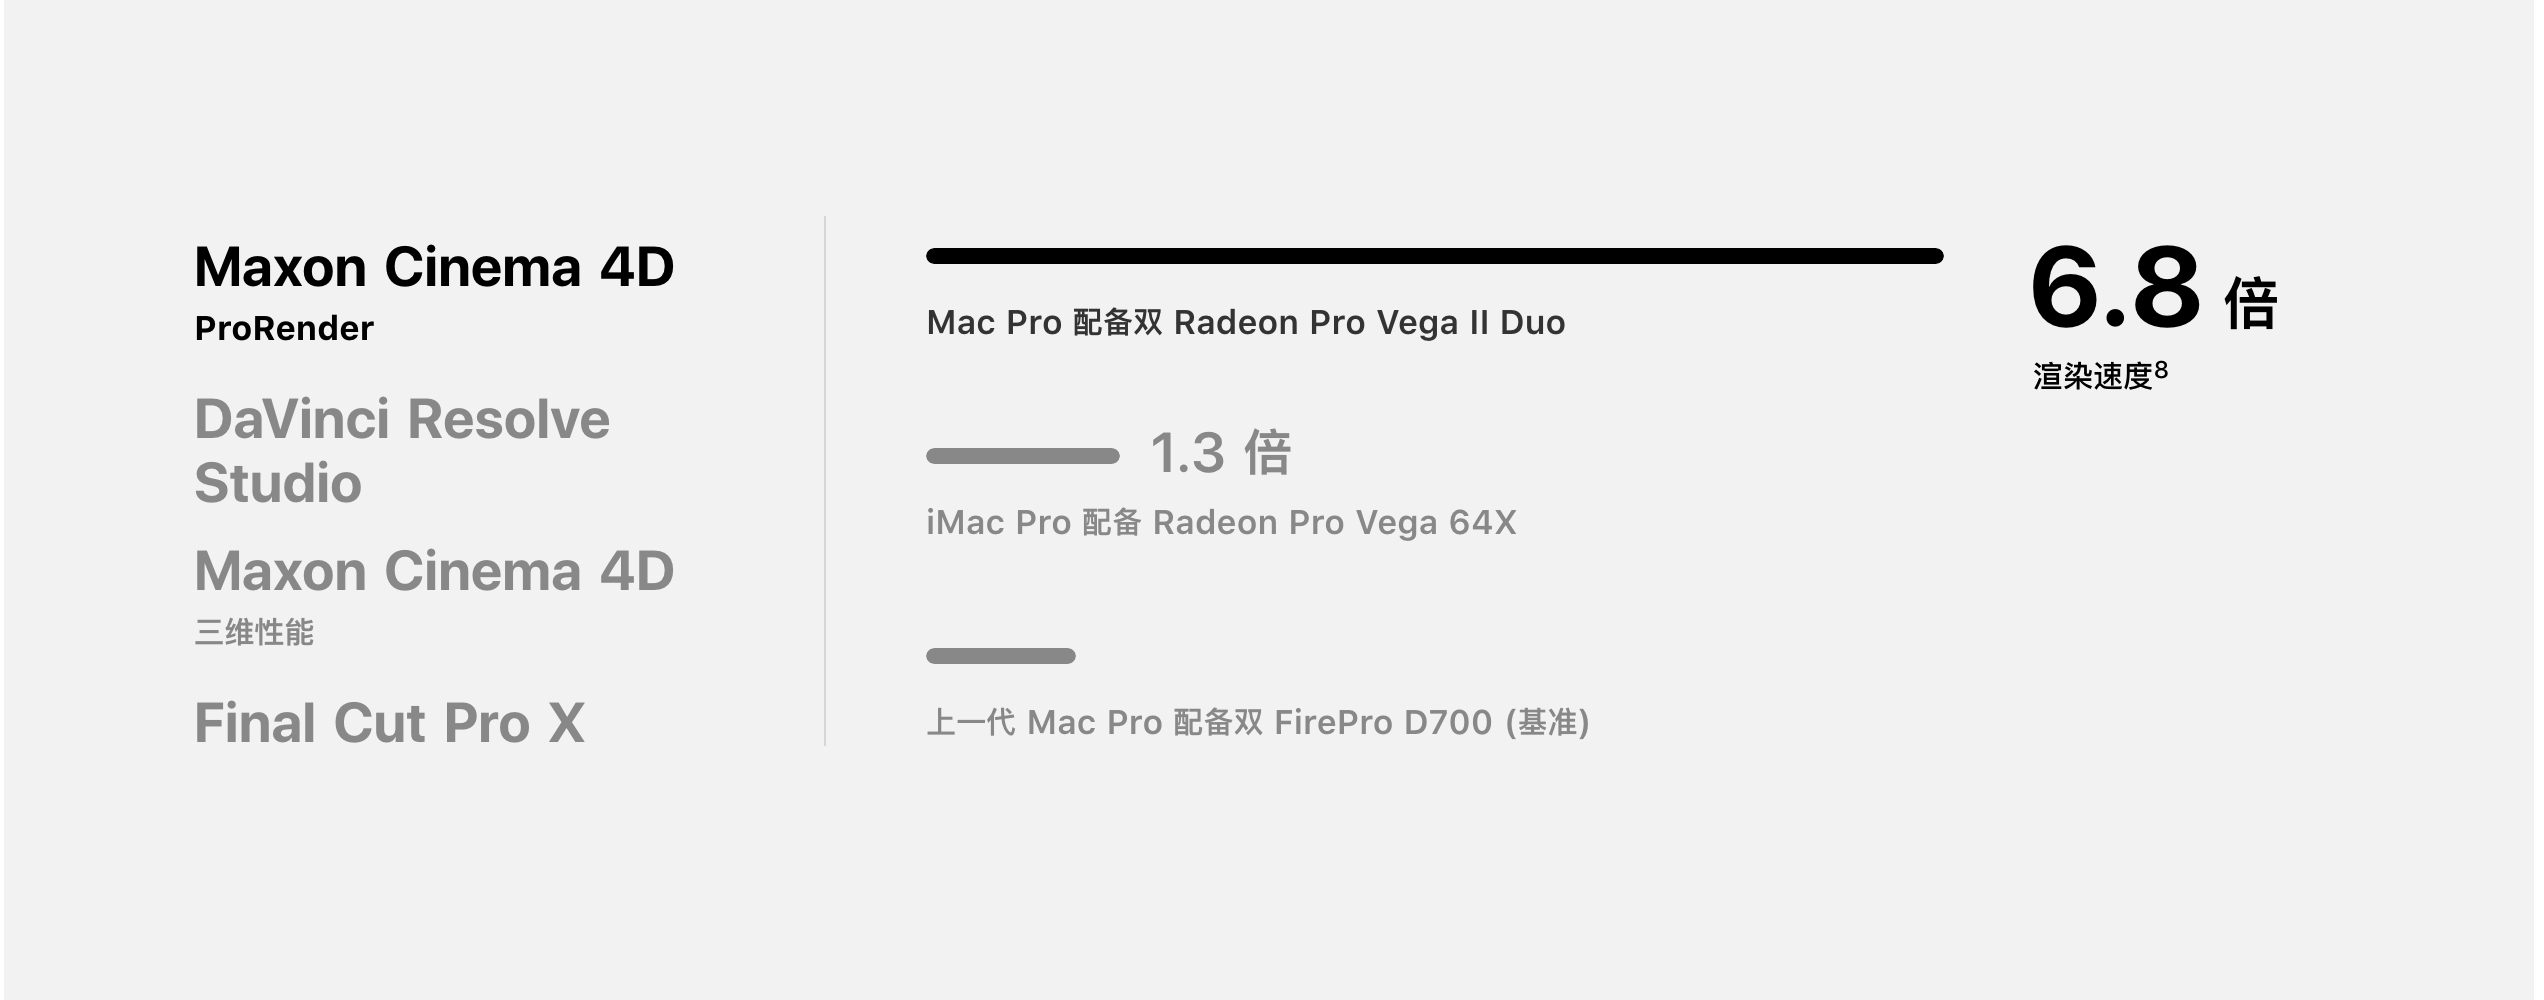 Maxon Cinema 4D
ProRender
DaVinci Resolve
Studio
Maxon Cinema 4D
三维性能
Final Cut Pro X
Mac Pro 配备双 Radeon Pro Vega II Duo
6.8 倍
渲染速度⁸
1.3 倍
iMac Pro 配备 Radeon Pro Vega 64X
上一代 Mac Pro 配备双 FirePro D700 (基准)